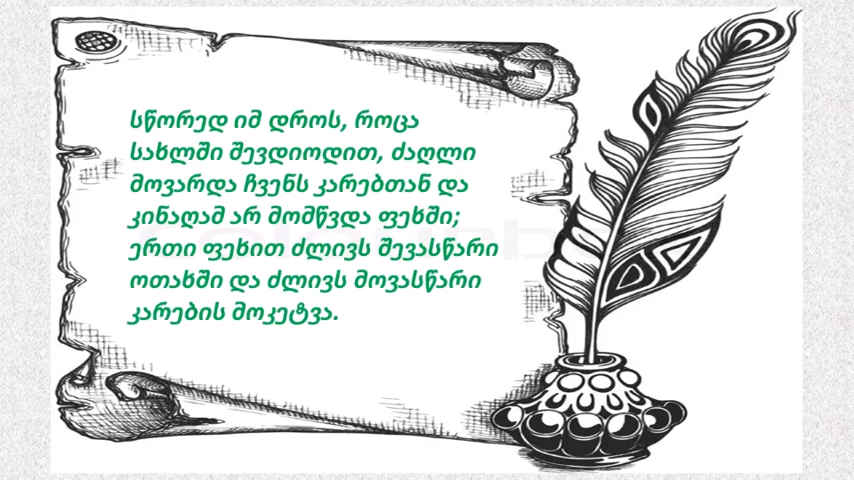 სწორედ იმ დროს, როცა
სახლში შევდიოდით, ძაღლი
მოვარდა ჩვენს კარებთან და
კინაღამ არ მომწვდა ფეხში;
ერთი ფეხით ძლივს შევასწარი
ოთახში და ძლივს მოვასწარი
კარების მოკეტვა.